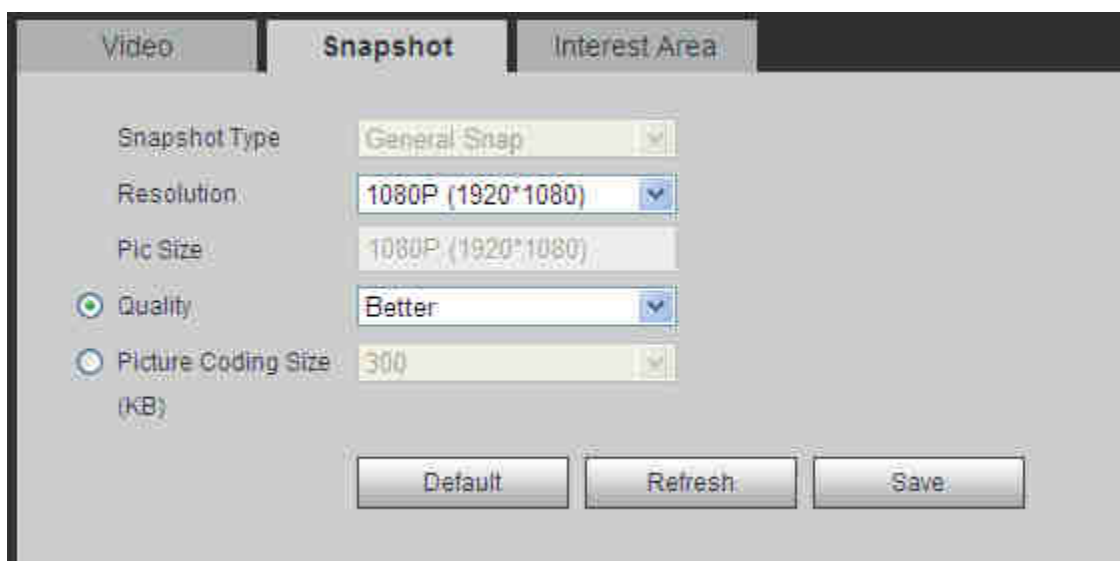 Video Snapshot Interest Area
Snapshot Type General Snap
Resolution 1080P (1920*1080)
Pic Size 1080P (1920*1080)
Quality Better
Picture Coding Size 300
(KB)
Default Refresh Save